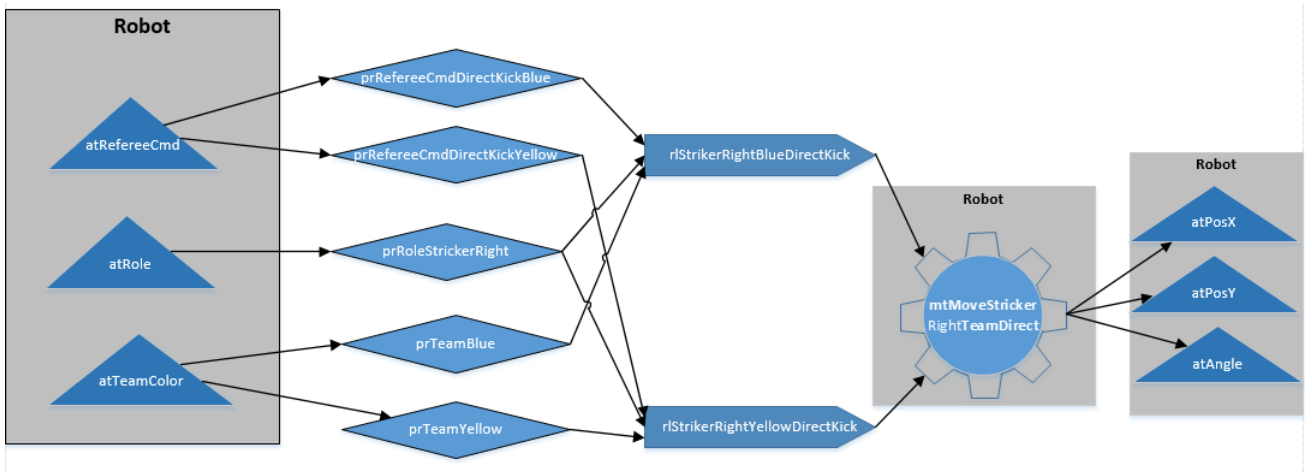 Robot
atRefereeCmd
atRole
atTeamColor
prRefereeCmdDirectKickBlue
prRefereeCmdDirectKickYellow
prRoleStrickerRight
prTeamBlue
prTeamYellow
rlStrikerRightBlueDirectKick
rlStrikerRightYellowDirectKick
Robot
mtMoveStricker
RightTeamDirect
Robot
atPosX
atPosY
atAngle